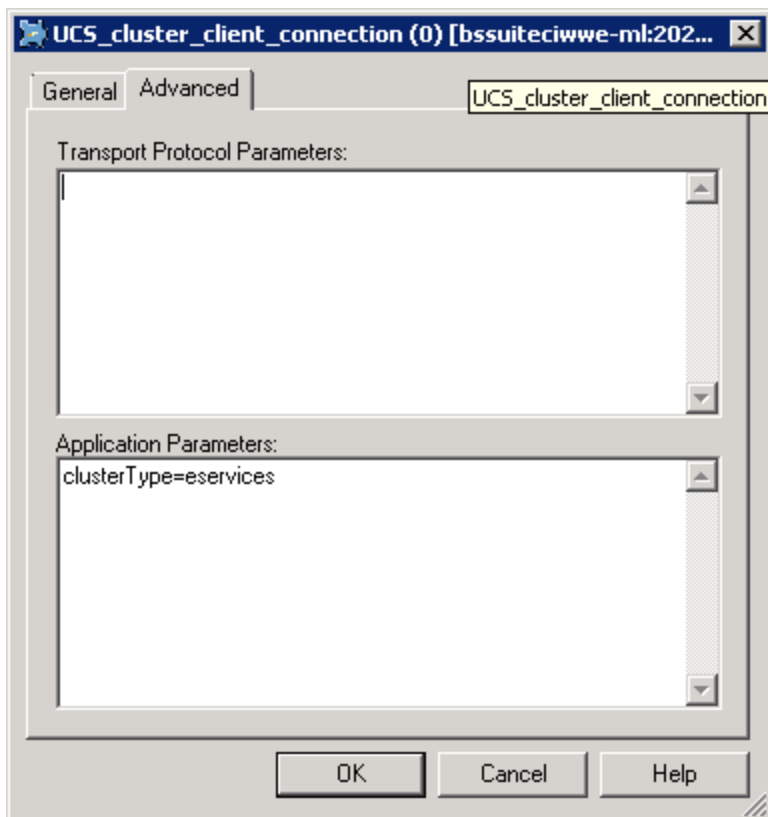 UCS_cluster_client_connection (0) [bssuiteciwwe-ml:202...
General
Advanced
UCS_cluster_client_connection
Transport Protocol Parameters:
Application Parameters:
clusterType=eservices
OK
Cancel
Help